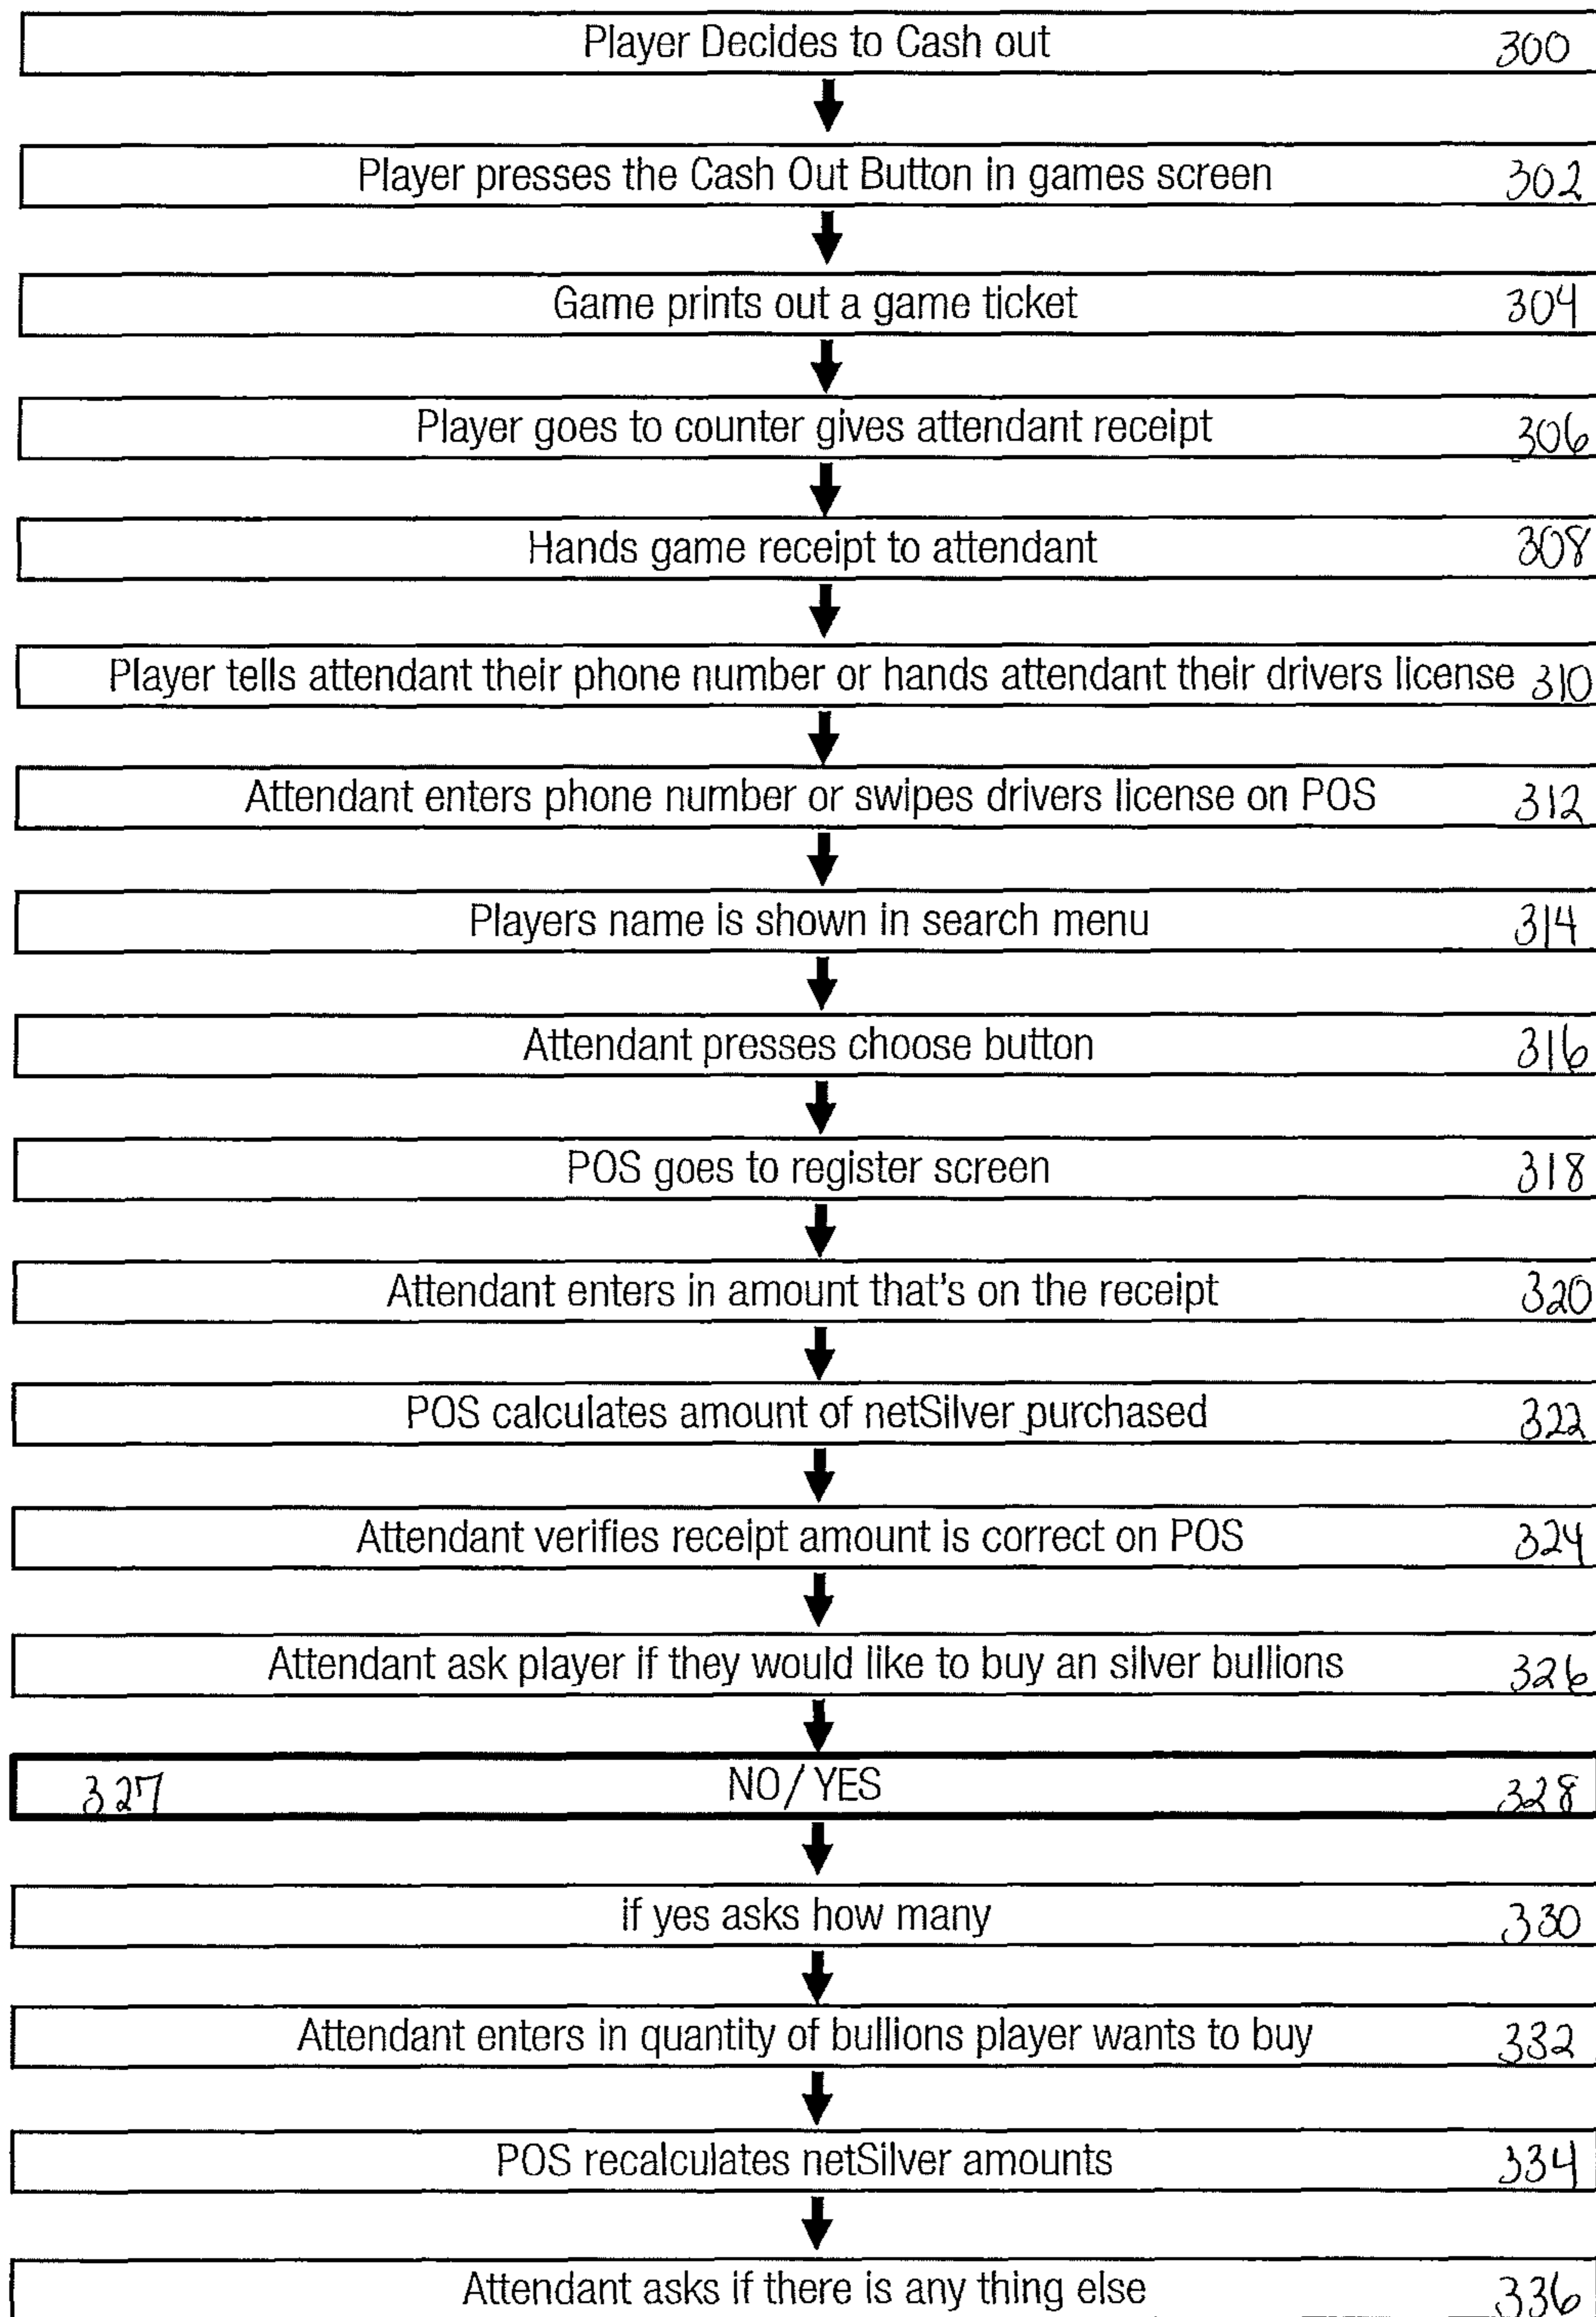 Player Decides to Cash out 300
Player presses the Cash Out Button in games screen 302
Game prints out a game ticket 304
Player goes to counter gives attendant receipt 306
Hands game receipt to attendant 308
Player tells attendant their phone number or hands attendant their drivers license 310
Attendant enters phone number or swipes drivers license on POS 312
Players name is shown in search menu 314
Attendant presses choose button 316
POS goes to register screen 318
Attendant enters in amount that's on the receipt 320
POS calculates amount of netSilver purchased 322
Attendant verifies receipt amount is correct on POS 324
Attendant ask player if they would like to buy an silver bullions 326
327 NO/ YES 328
if yes asks how many 330
Attendant enters in quantity of bullions player wants to buy 332
POS recalculates netSilver amounts 334
Attendant asks if there is any thing else 336